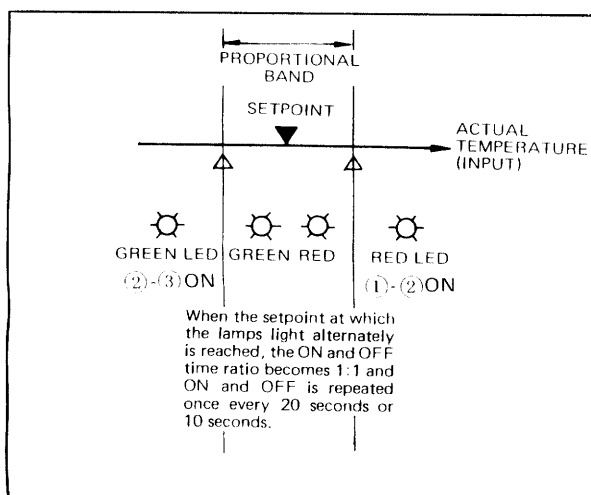 PROPORTIONAL
BAND
SETPOINT
ACTUAL
TEMPERATURE
(INPUT)
GREEN LED GREEN RED RED LED
②-③ON ①-②ON
When the setpoint at which
the lamps light alternately
is reached, the ON and OFF
time ratio becomes 1:1 and
ON and OFF is repeated
once every 20 seconds or
10 seconds.